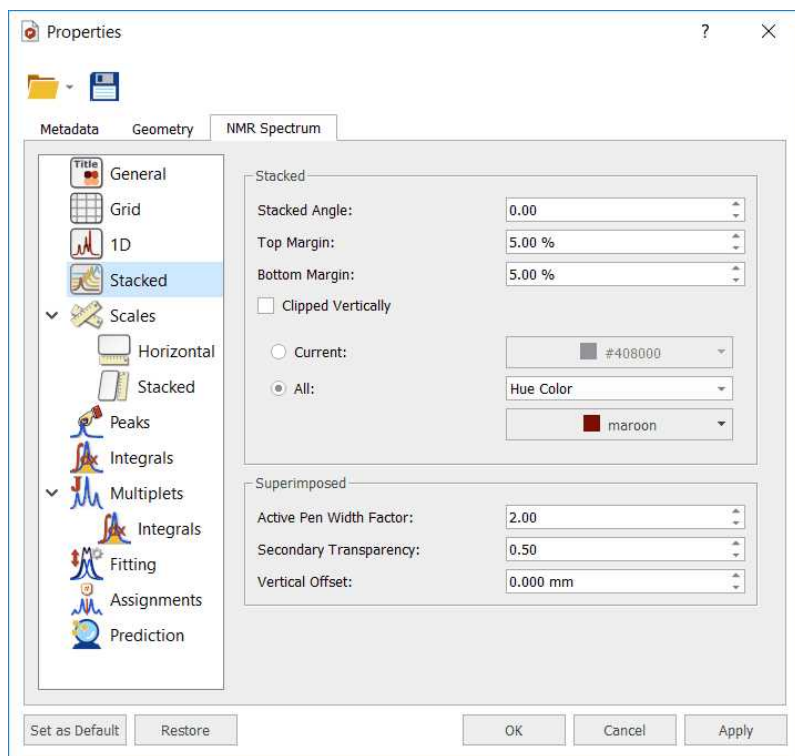 Properties
?
Metadata
Geometry
NMR Spectrum
Title
General
Grid
1D
Stacked
Scales
Horizontal
Stacked
Peaks
Integrals
Multiplets
Integrals
Fitting
Assignments
Prediction
Stacked
Stacked Angle: 0.00
Top Margin: 5.00 %
Bottom Margin: 5.00 %
Clipped Vertically
Current: #408000
All: Hue Color
maroon
Superimposed
Active Pen Width Factor: 2.00
Secondary Transparency: 0.50
Vertical Offset: 0.000 mm
Set as Default
Restore
OK
Cancel
Apply